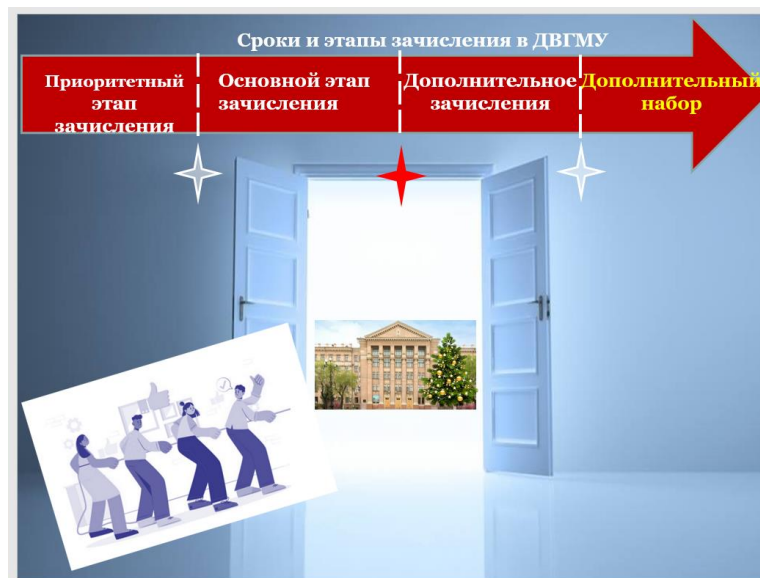 Сроки и этапы зачисления в ДВГМУ
Приоритетный
этап
зачисления
Основной этап
зачисления
Дополнительное
зачисления
Дополнительный
набор